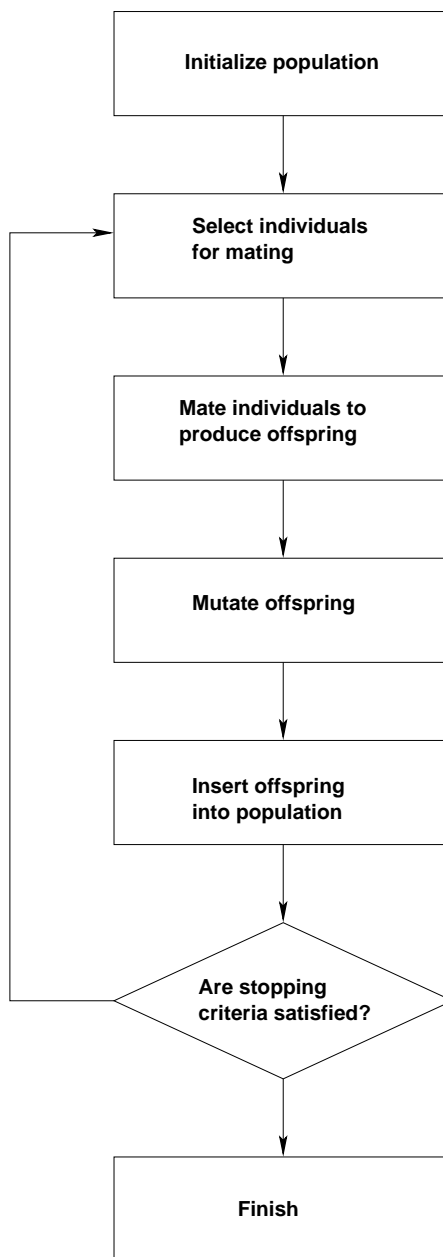 Initialize population
Select individuals
for mating
Mate individuals to
produce offspring
Mutate offspring
Insert offspring
into population
Are stopping
criteria satisfied?
Finish